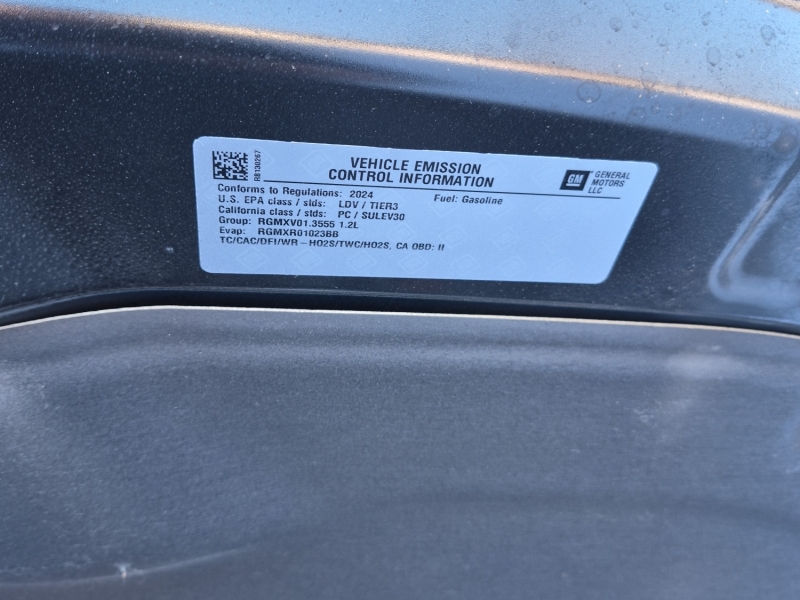 VEHICLE EMISSION
CONTROL INFORMATION
GM GENERAL
MOTORS
LLC
RB130267
Conforms to Regulations: 2024 Fuel: Gasoline
U.S. EPA class / stds: LDV / TIER3
California class / stds: PC / SULEV30
Group: RGMXV01.3555 1.2L
Evap: RGMXR01023BB
TC/CAC/DFI/WR-HO2S/TWC/HO2S, CA OBD: II